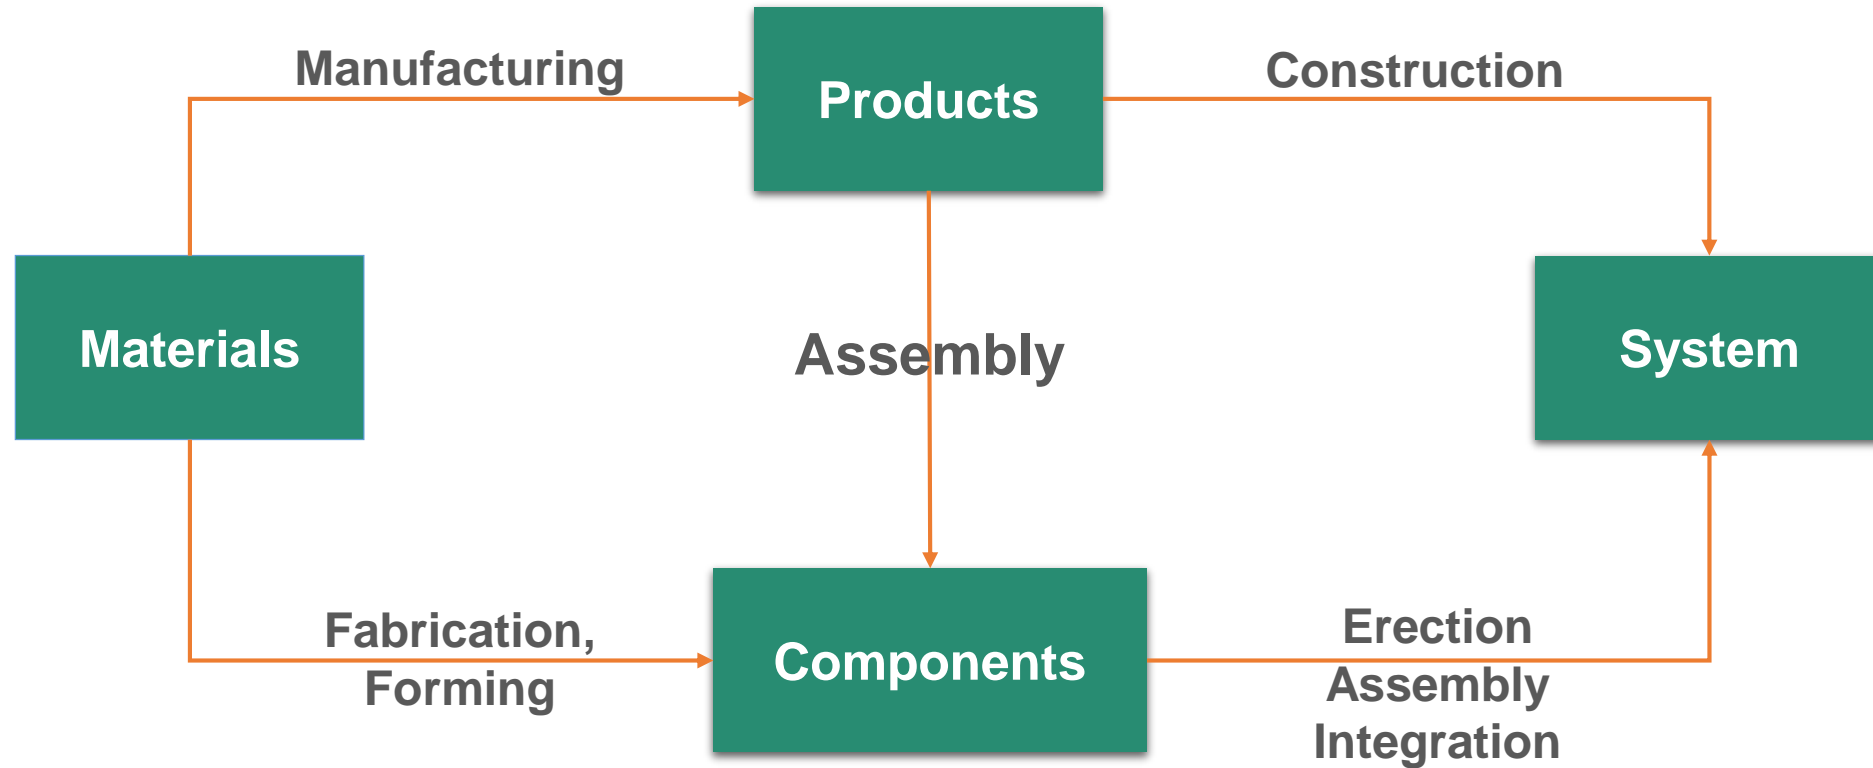 Manufacturing
Products
Construction
Materials
Assembly
System
Fabrication,
Forming
Components
Erection
Assembly
Integration